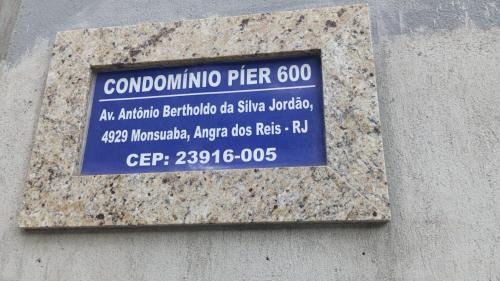 CONDOMÍNIO PÍER 600
Av. Antônio Bertholdo da Silva Jordão,
4929 Monsuaba, Angra dos Reis - RJ
CEP: 23916-005